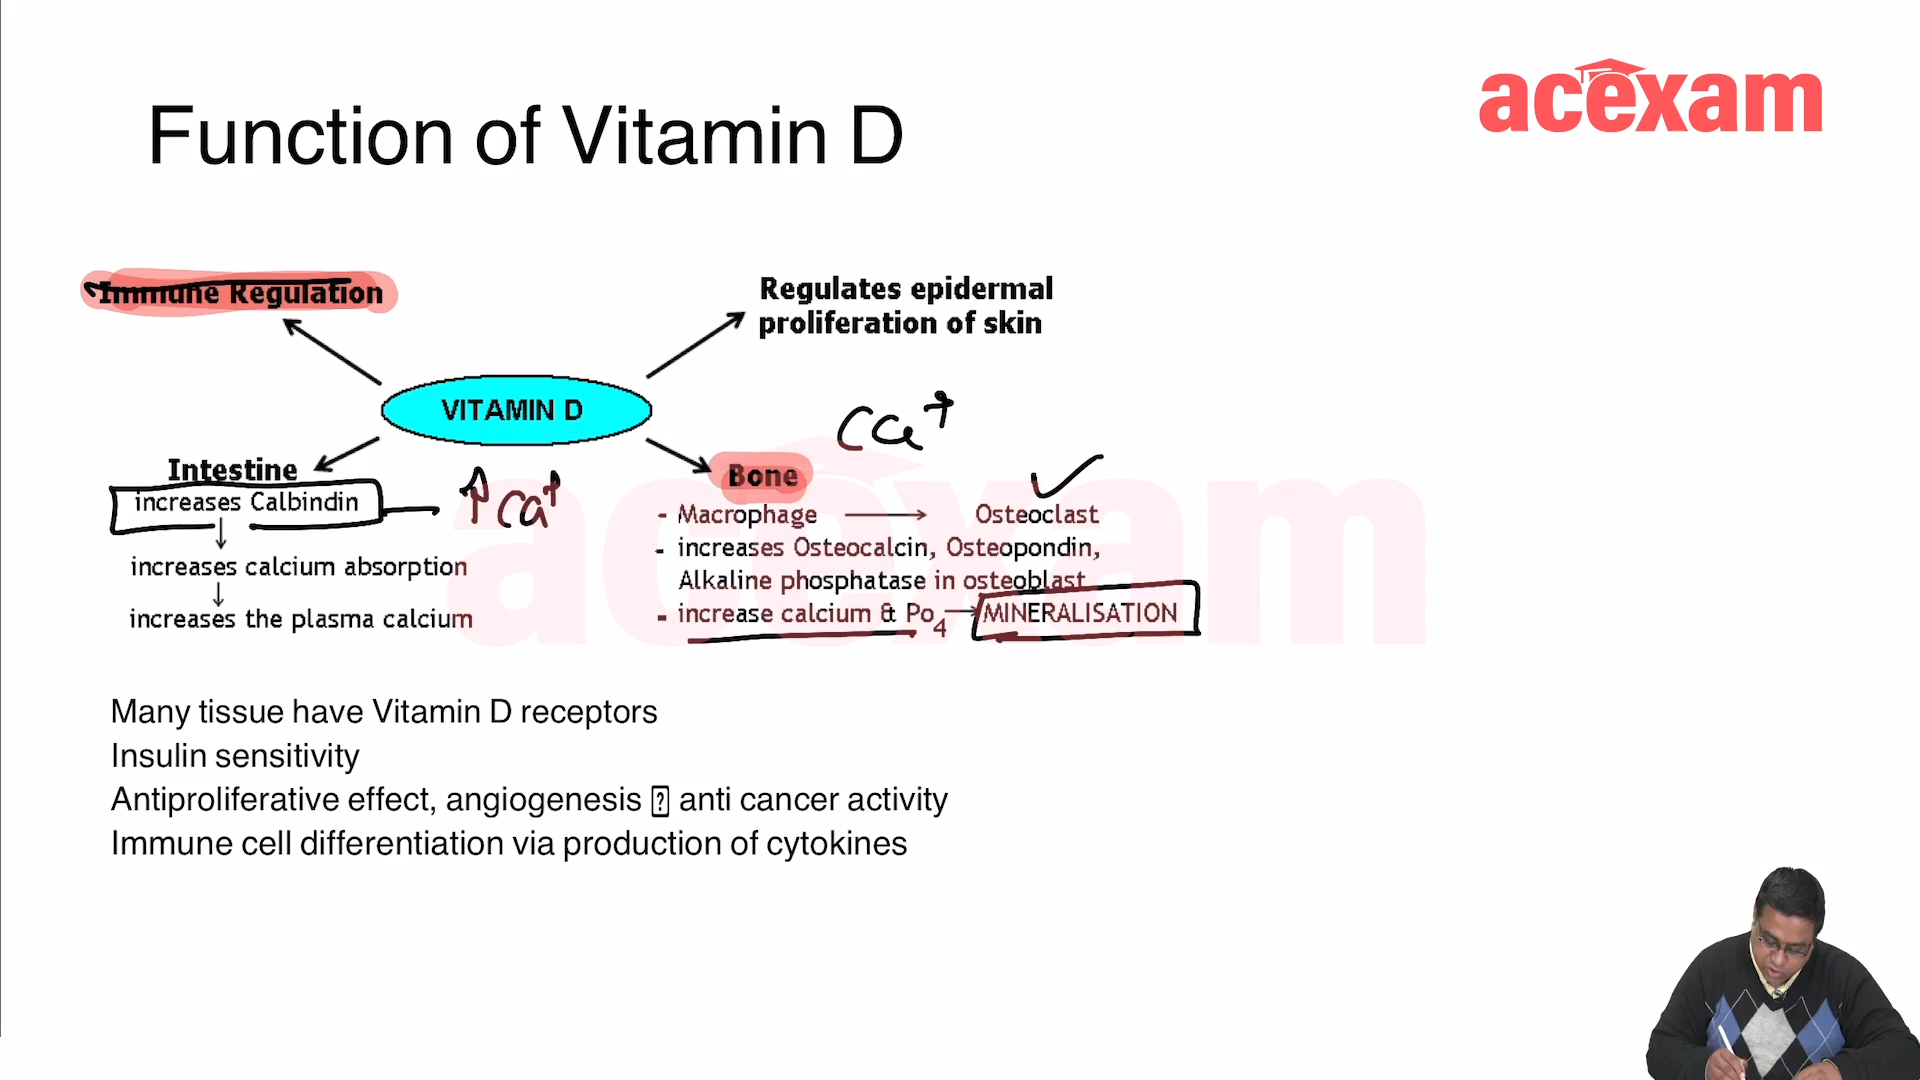 acexam
Function of Vitamin D
Immune Regulation
Regulates epidermal
proliferation of skin
VITAMIN D
Ca+
Intestine
increases Calbindin
↑Ca+
increases calcium absorption
increases the plasma calcium
Bone
- Macrophage → Osteoclast
- increases Osteocalcin, Osteopondin,
Alkaline phosphatase in osteoblast
- increase calcium & Po4 → MINERALISATION
acexam
Many tissue have Vitamin D receptors
Insulin sensitivity
Antiproliferative effect, angiogenesis ⍰ anti cancer activity
Immune cell differentiation via production of cytokines